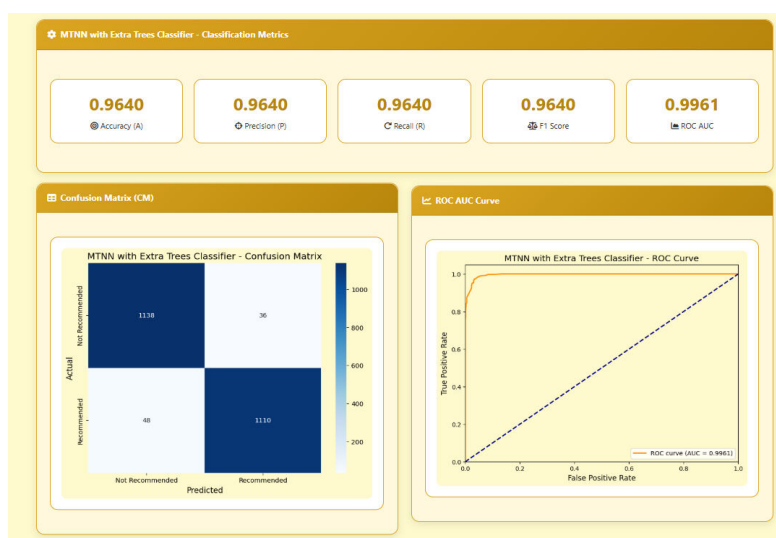 MTNN with Extra Trees Classifier - Classification Metrics
0.9640
Accuracy (A)
0.9640
Precision (P)
0.9640
Recall (R)
0.9640
F1 Score
0.9961
ROC AUC
Confusion Matrix (CM)
MTNN with Extra Trees Classifier - Confusion Matrix
Actual
Not Recommended
Recommended
1138
36
48
1110
1000
800
600
400
200
Not Recommended
Recommended
Predicted
ROC AUC Curve
MTNN with Extra Trees Classifier - ROC Curve
True Positive Rate
1.0
0.8
0.6
0.4
0.2
0.0
0.0
0.2
0.4
0.6
0.8
1.0
False Positive Rate
ROC curve (AUC = 0.9961)